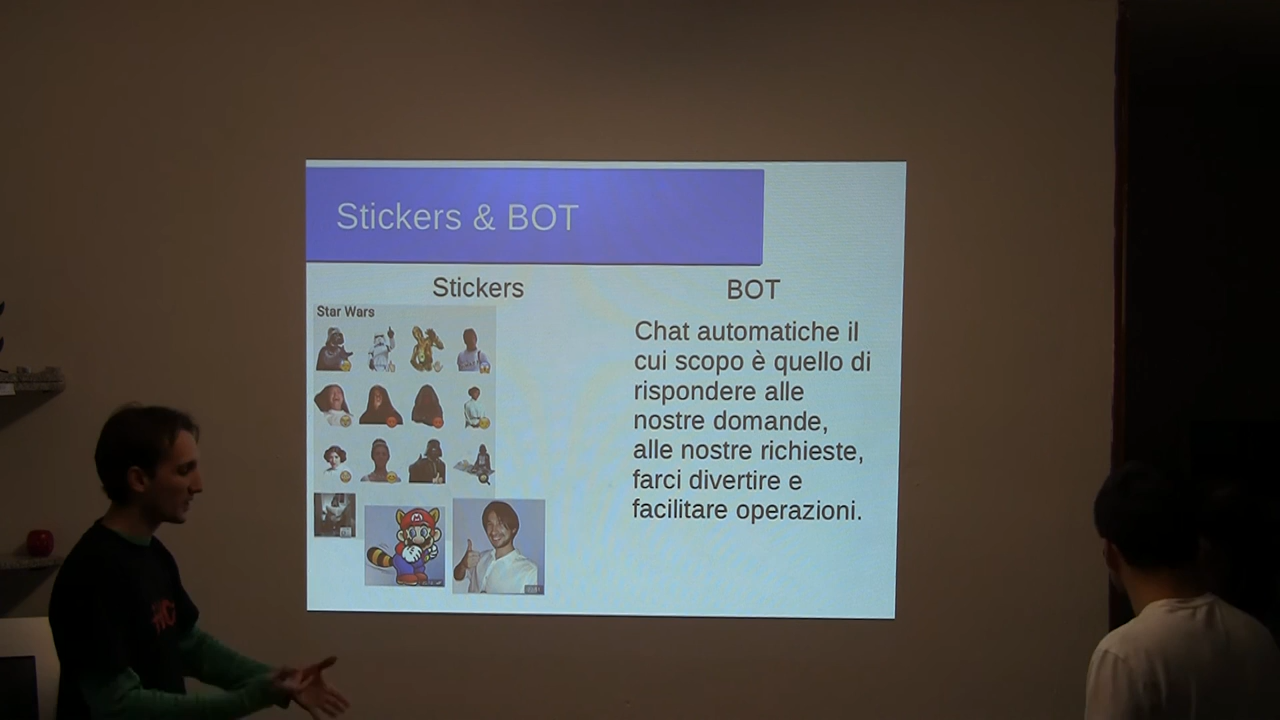 Stickers & BOT
Stickers
Star Wars
BOT
Chat automatiche il
cui scopo è quello di
rispondere alle
nostre domande,
alle nostre richieste,
farci divertire e
facilitare operazioni.